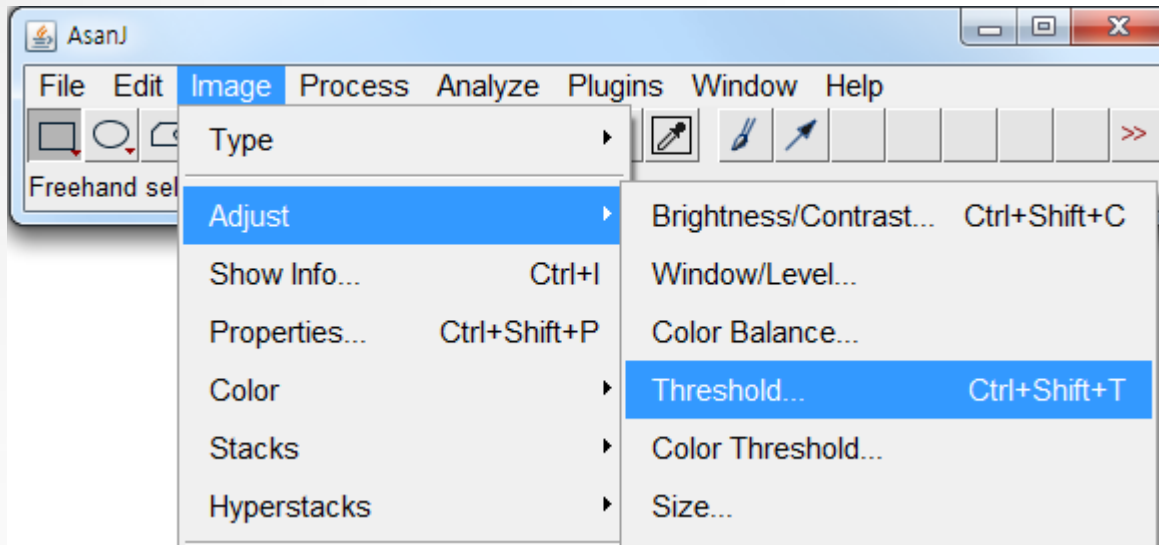 AsanJ
File Edit Image Process Analyze Plugins Window Help
Type
>>
Freehand sel
Adjust
Brightness/Contrast... Ctrl+Shift+C
Show Info... Ctrl+I
Window/Level...
Properties... Ctrl+Shift+P
Color Balance...
Color
Threshold... Ctrl+Shift+T
Stacks
Color Threshold...
Hyperstacks
Size...